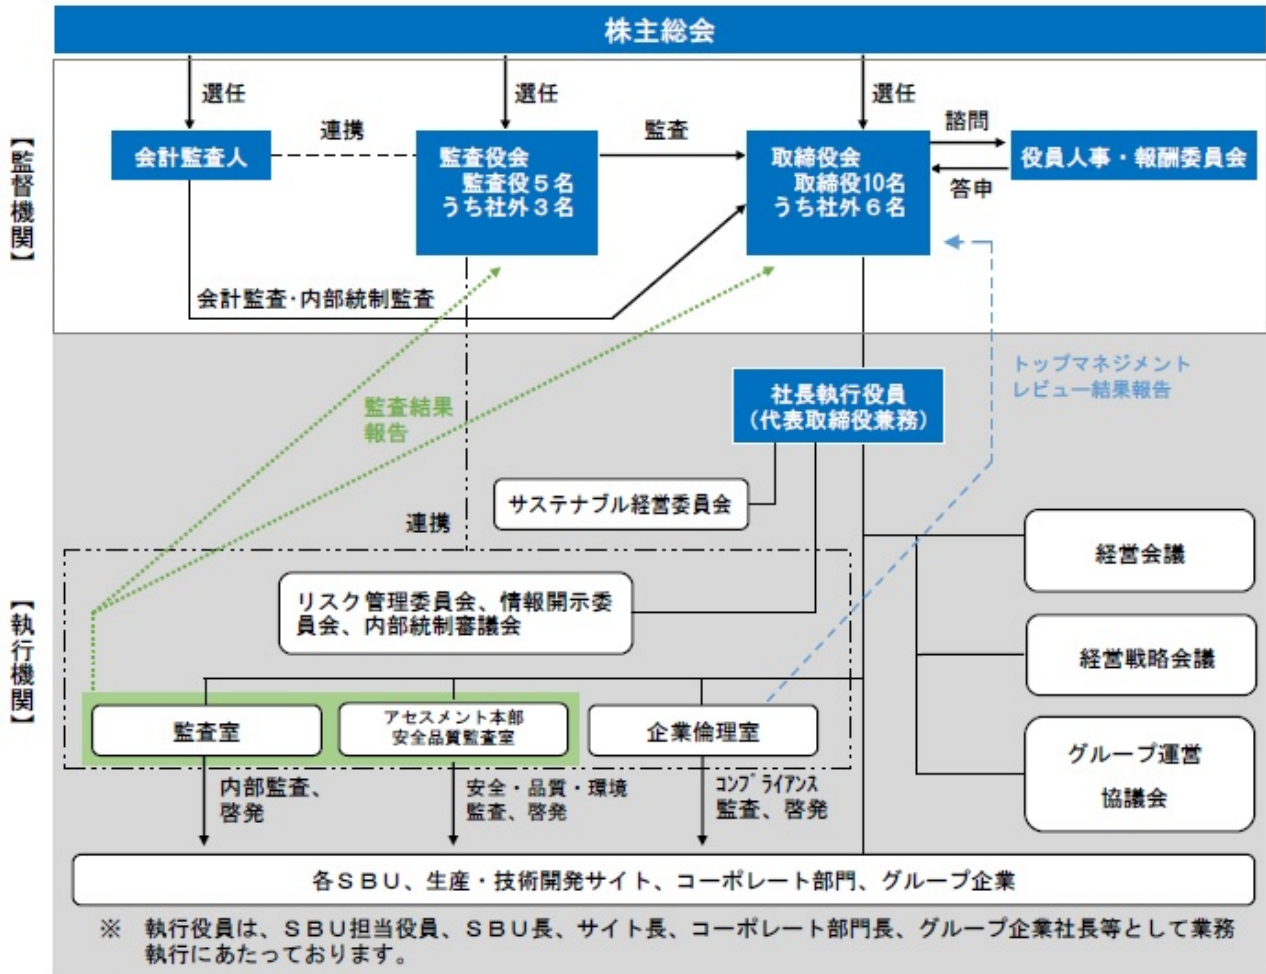 株主総会
選任
選任
選任
【監督機関】
会計監査人
連携
監査役会
監査役5名
うち社外3名
監査
取締役会
取締役10名
うち社外6名
諮問
答申
役員人事・報酬委員会
会計監査・内部統制監査
監査結果
報告
社長執行役員
（代表取締役兼務）
トップマネジメント
レビュー結果報告
【執行機関】
サステナブル経営委員会
連携
リスク管理委員会、情報開示委
員会、内部統制審議会
経営会議
経営戦略会議
グループ運営
協議会
監査室
アセスメント本部
安全品質監査室
企業倫理室
内部監査、
啓発
安全・品質・環境
監査、啓発
ｺﾝﾌﾟﾗｲｱﾝｽ
監査、啓発
各ＳＢＵ、生産・技術開発サイト、コーポレート部門、グループ企業
※　執行役員は、ＳＢＵ担当役員、ＳＢＵ長、サイト長、コーポレート部門長、グループ企業社長等として業務
執行にあたっております。